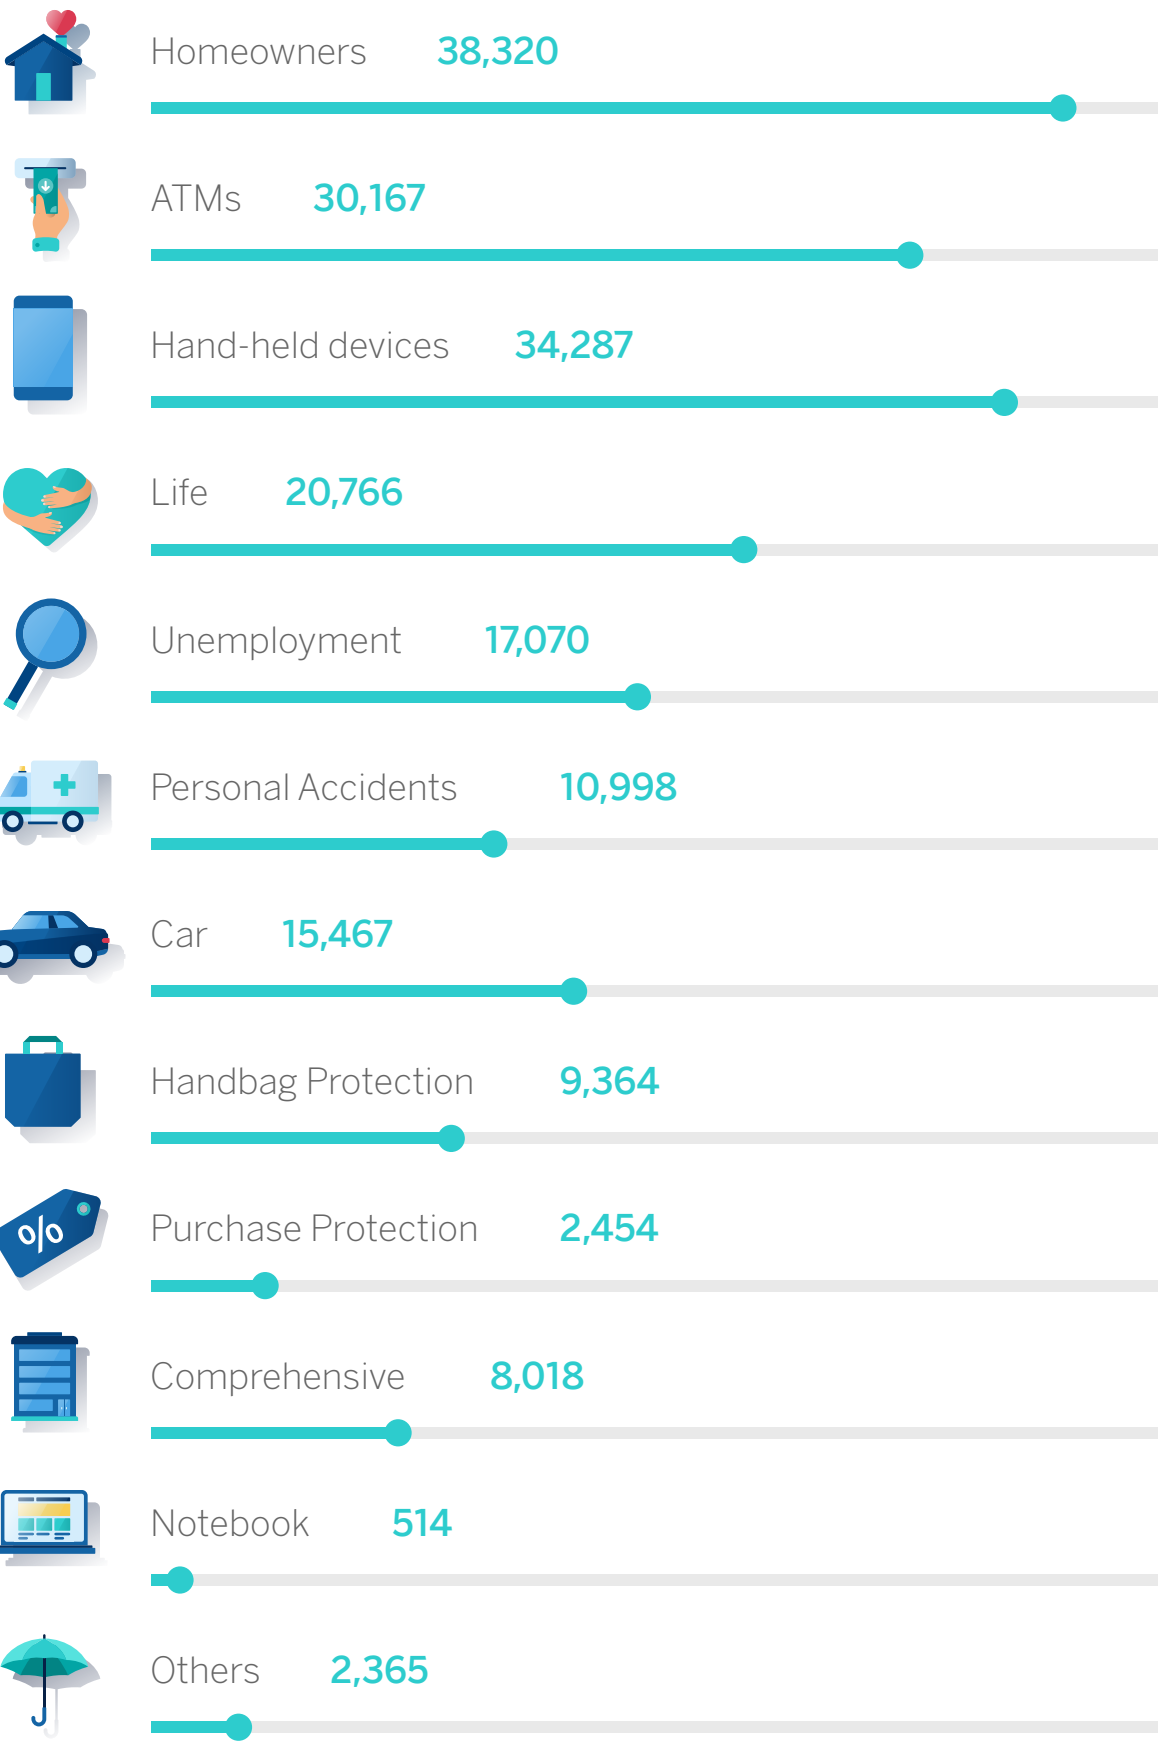 Homeowners 38,320
ATMs 30,167
Hand-held devices 34,287
Life 20,766
Unemployment 17,070
Personal Accidents 10,998
Car 15,467
Handbag Protection 9,364
%
Purchase Protection 2,454
Comprehensive 8,018
Notebook 514
Others 2,365